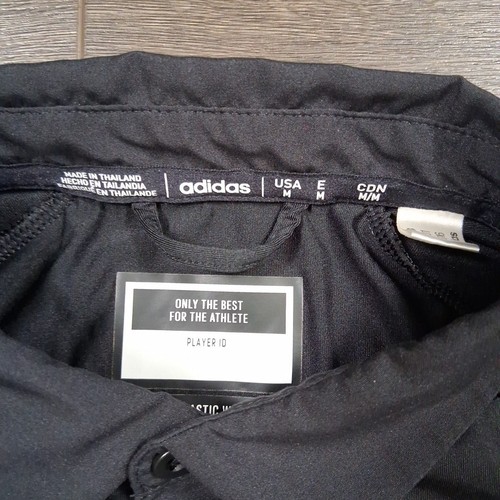 MADE IN THAILAND
HECHO EN TAILANDIA
FABRIQUÉ EN THAILANDE
adidas
USA E CDN
M M M/M
ONLY THE BEST
FOR THE ATHLETE
PLAYER ID